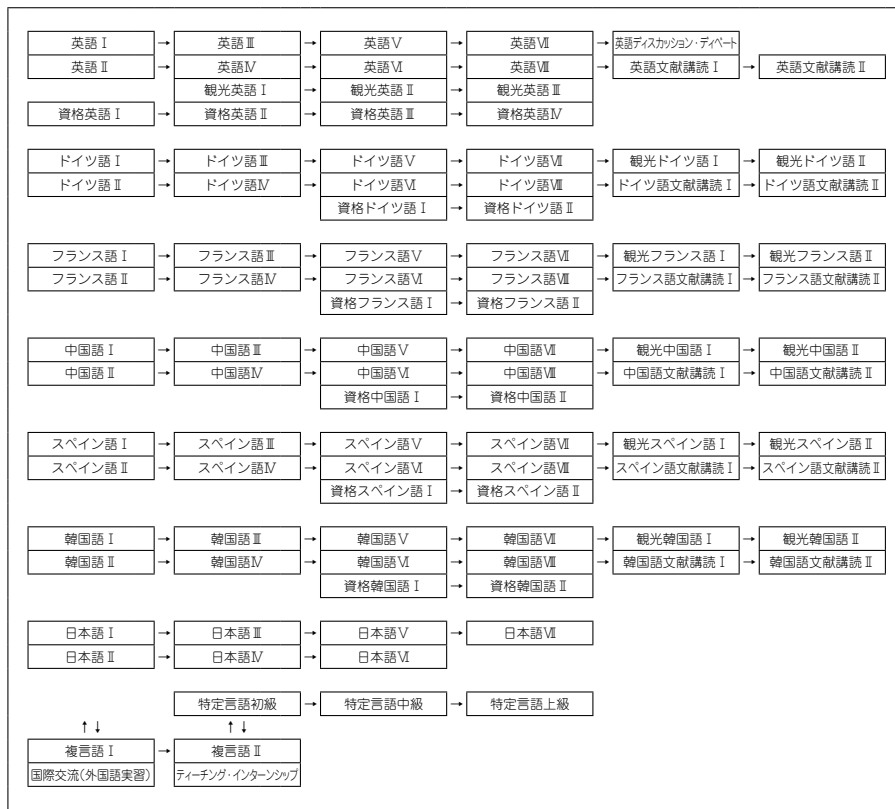 英語Ⅰ → 英語Ⅲ → 英語Ⅴ → 英語Ⅶ → 英語ディスカッション・ディベート
英語Ⅱ → 英語Ⅳ → 英語Ⅵ → 英語Ⅷ → 英語文献講読Ⅰ → 英語文献講読Ⅱ
観光英語Ⅰ → 観光英語Ⅱ → 観光英語Ⅲ
資格英語Ⅰ → 資格英語Ⅱ → 資格英語Ⅲ → 資格英語Ⅳ
ドイツ語Ⅰ → ドイツ語Ⅲ → ドイツ語Ⅴ → ドイツ語Ⅶ → 観光ドイツ語Ⅰ → 観光ドイツ語Ⅱ
ドイツ語Ⅱ → ドイツ語Ⅳ → ドイツ語Ⅵ → ドイツ語Ⅷ → ドイツ語文献講読Ⅰ → ドイツ語文献講読Ⅱ
資格ドイツ語Ⅰ → 資格ドイツ語Ⅱ
フランス語Ⅰ → フランス語Ⅲ → フランス語Ⅴ → フランス語Ⅶ → 観光フランス語Ⅰ → 観光フランス語Ⅱ
フランス語Ⅱ → フランス語Ⅳ → フランス語Ⅵ → フランス語Ⅷ → フランス語文献講読Ⅰ → フランス語文献講読Ⅱ
資格フランス語Ⅰ → 資格フランス語Ⅱ
中国語Ⅰ → 中国語Ⅲ → 中国語Ⅴ → 中国語Ⅶ → 観光中国語Ⅰ → 観光中国語Ⅱ
中国語Ⅱ → 中国語Ⅳ → 中国語Ⅵ → 中国語Ⅷ → 中国語文献講読Ⅰ → 中国語文献講読Ⅱ
資格中国語Ⅰ → 資格中国語Ⅱ
スペイン語Ⅰ → スペイン語Ⅲ → スペイン語Ⅴ → スペイン語Ⅶ → 観光スペイン語Ⅰ → 観光スペイン語Ⅱ
スペイン語Ⅱ → スペイン語Ⅳ → スペイン語Ⅵ → スペイン語Ⅷ → スペイン語文献講読Ⅰ → スペイン語文献講読Ⅱ
資格スペイン語Ⅰ → 資格スペイン語Ⅱ
韓国語Ⅰ → 韓国語Ⅲ → 韓国語Ⅴ → 韓国語Ⅶ → 観光韓国語Ⅰ → 観光韓国語Ⅱ
韓国語Ⅱ → 韓国語Ⅳ → 韓国語Ⅵ → 韓国語Ⅷ → 韓国語文献講読Ⅰ → 韓国語文献講読Ⅱ
資格韓国語Ⅰ → 資格韓国語Ⅱ
日本語Ⅰ → 日本語Ⅲ → 日本語Ⅴ → 日本語Ⅶ
日本語Ⅱ → 日本語Ⅳ → 日本語Ⅵ
特定言語初級 → 特定言語中級 → 特定言語上級
↑↓ ↑↓
複言語Ⅰ → 複言語Ⅱ
国際交流(外国語実習) ティーチング・インターンシップ